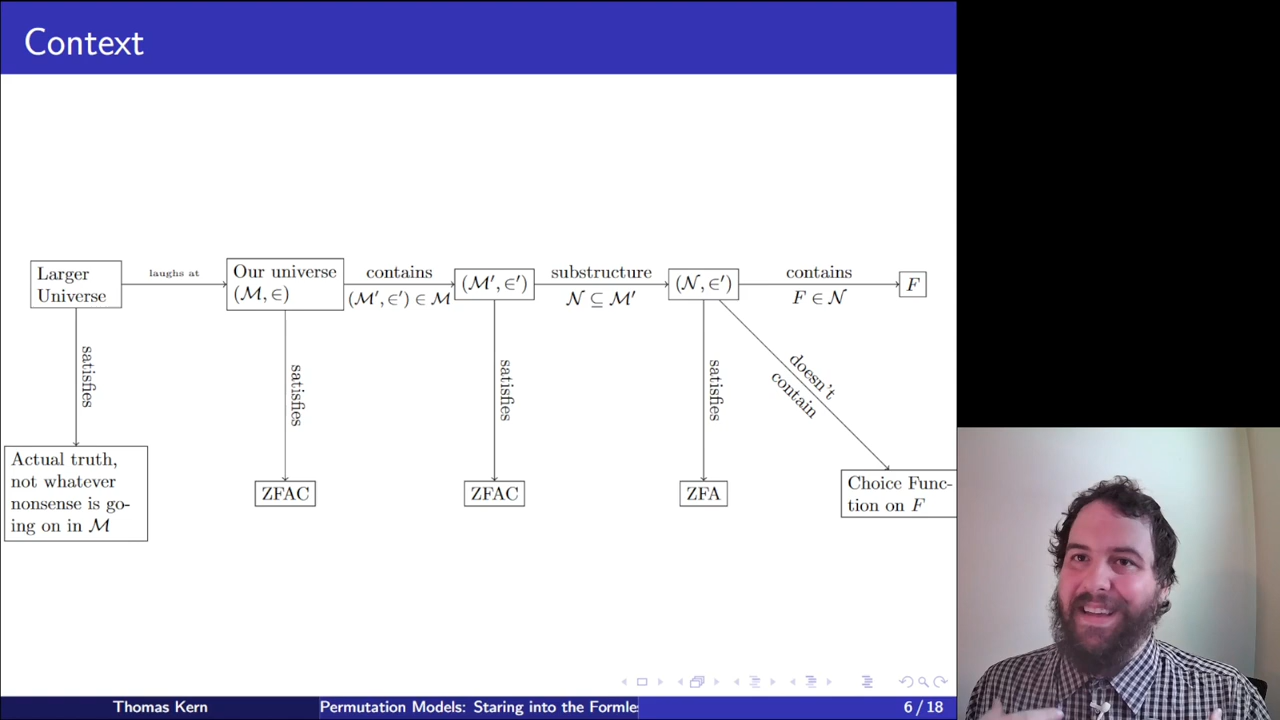 Context
Larger
Universe
laughs at
Our universe
(ℳ, ∈)
contains
(ℳ′, ∈′) ∈ ℳ
(ℳ′, ∈′)
substructure
𝒩 ⊆ ℳ′
(𝒩, ∈′)
contains
F ∈ 𝒩
F
satisfies
satisfies
satisfies
satisfies
doesn't
contain
Actual truth,
not whatever
nonsense is go-
ing on in ℳ
ZFAC
ZFAC
ZFA
Choice Func-
tion on F
Thomas Kern
Permutation Models: Staring into the Formle
6 / 18